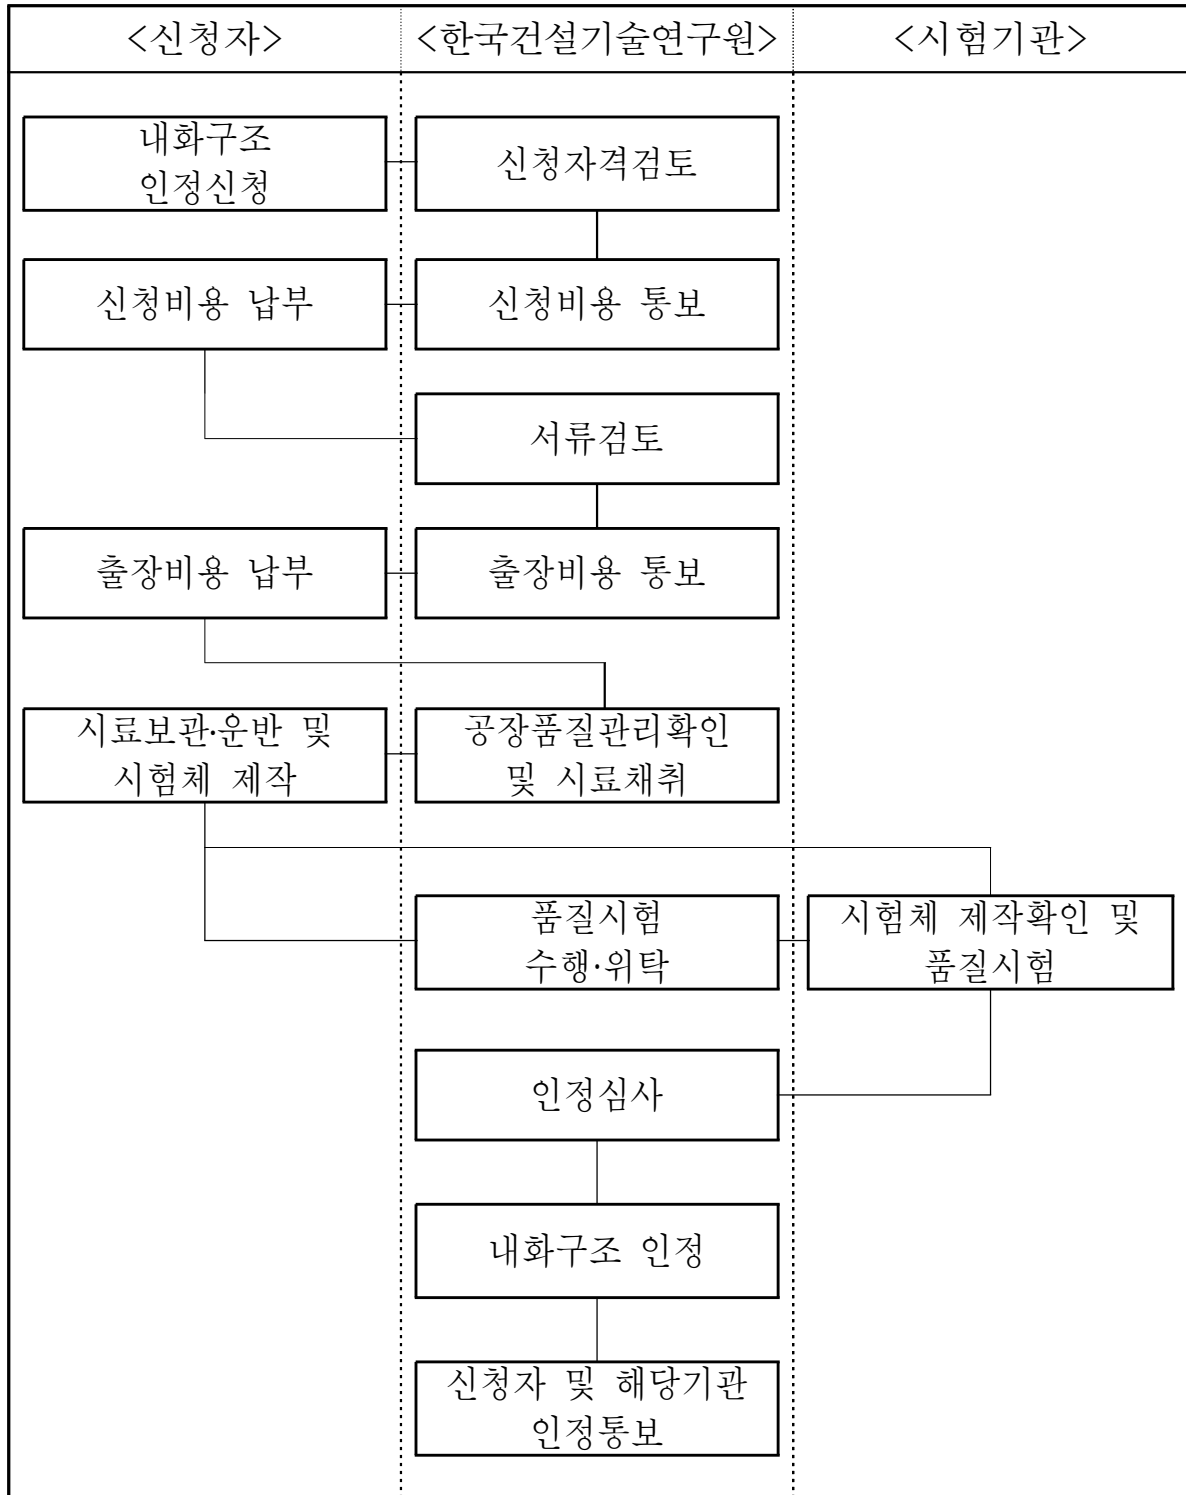 <신청자>
<한국건설기술연구원>
<시험기관>
내화구조
인정신청
신청자격검토
신청비용 납부
신청비용 통보
서류검토
출장비용 납부
출장비용 통보
시료보관·운반 및
시험체 제작
공장품질관리확인
및 시료채취
품질시험
수행·위탁
시험체 제작확인 및
품질시험
인정심사
내화구조 인정
신청자 및 해당기관
인정통보